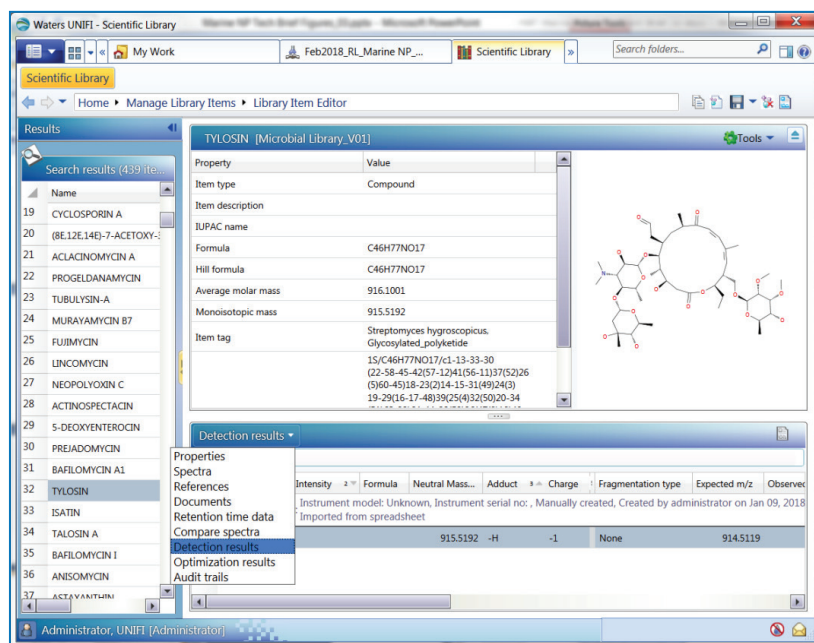 Waters UNIFI - Scientific Library
My Work
Feb2018_RL_Marine NP_...
Scientific Library
»
Search folders...
Scientific Library
Home Manage Library Items Library Item Editor
Results
Search results (439 ite...
Name
19 CYCLOSPORIN A
20 (8E,12E,14E)-7-ACETOXY-
21 ACLACINOMYCIN A
22 PROGELDANAMYCIN
23 TUBULYSIN-A
24 MURAYAMYCIN B7
25 FUJIMYCIN
26 LINCOMYCIN
27 NEOPOLYOXIN C
28 ACTINOSPECTACIN
29 5-DEOXYENTEROCIN
30 PREJADOMYCIN
31 BAFILOMYCIN A1
32 TYLOSIN
33 ISATIN
34 TALOSIN A
35 BAFILOMYCIN I
36 ANISOMYCIN
37 ASTAXANTHIN
TYLOSIN [Microbial Library_V01]
Tools
Property Value
Item type Compound
Item description
IUPAC name
Formula C46H77NO17
Hill formula C46H77NO17
Average molar mass 916.1001
Monoisotopic mass 915.5192
Item tag Streptomyces hygroscopicus,
Glycosylated_polyketide
1S/C46H77NO17/c1-13-33-30
(22-58-45-42(57-12)41(56-11)37(52)26
(5)60-45)18-23(2)14-15-31(49)24(3)
19-29(16-17-48)39(25(4)32(50)20-34
Detection results
Properties
Spectra
References
Documents
Retention time data
Compare spectra
Detection results
Optimization results
Audit trails
Intensity 2 Formula Neutral Mass... Adduct 3 Charge Fragmentation type Expected m/z Observed
Instrument model: Unknown, Instrument serial no: , Manually created, Created by administrator on Jan 09, 2018
Imported from spreadsheet
915.5192 -H -1 None 914.5119
Administrator, UNIFI [Administrator]